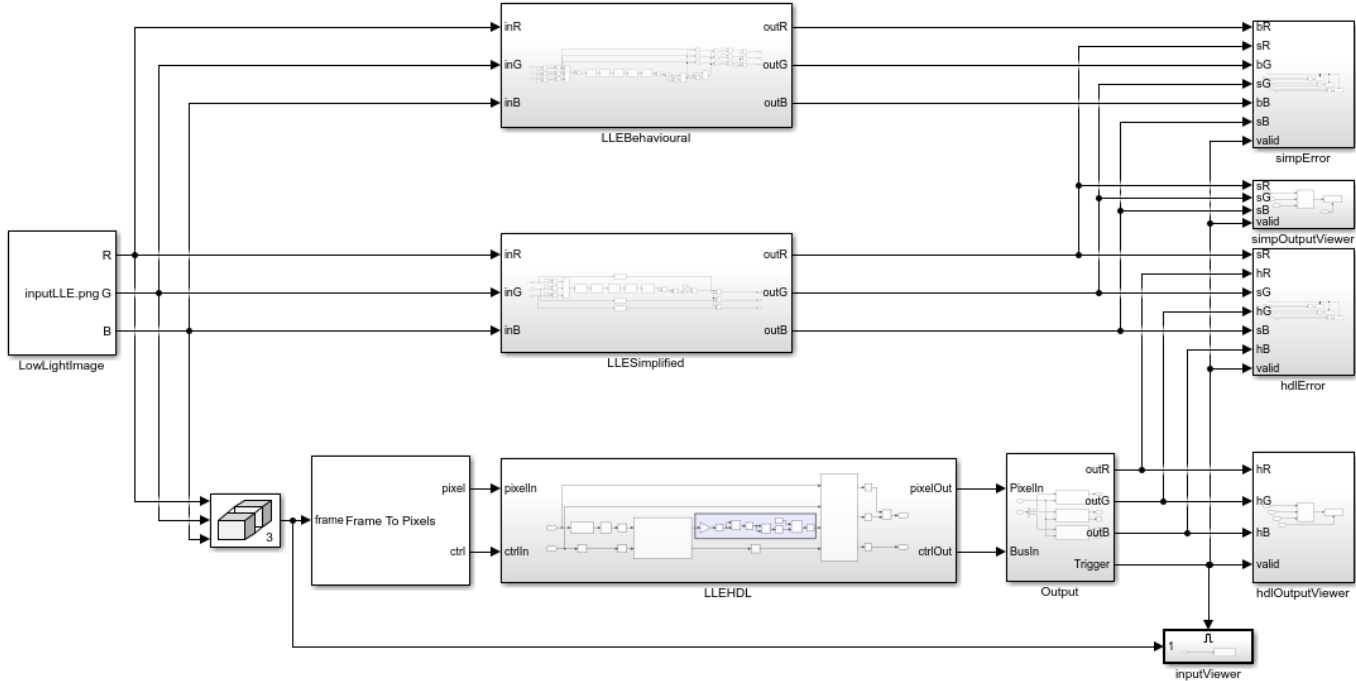 inR
inG
inB
outR
outG
outB
LLEBehavioural
bR
sR
bG
sG
bB
sB
valid
simpError
sR
sG
sB
valid
simpOutputViewer
inputLLE.png
R
G
B
LowLightImage
inR
inG
inB
outR
outG
outB
LLESimplified
sR
hR
sG
hG
sB
hB
valid
hdlError
3
frame
Frame To Pixels
pixel
ctrl
pixelIn
ctrlIn
pixelOut
ctrlOut
LLEHDL
PixelIn
BusIn
outR
outG
outB
Trigger
Output
hR
hG
hB
valid
hdlOutputViewer
1
inputViewer